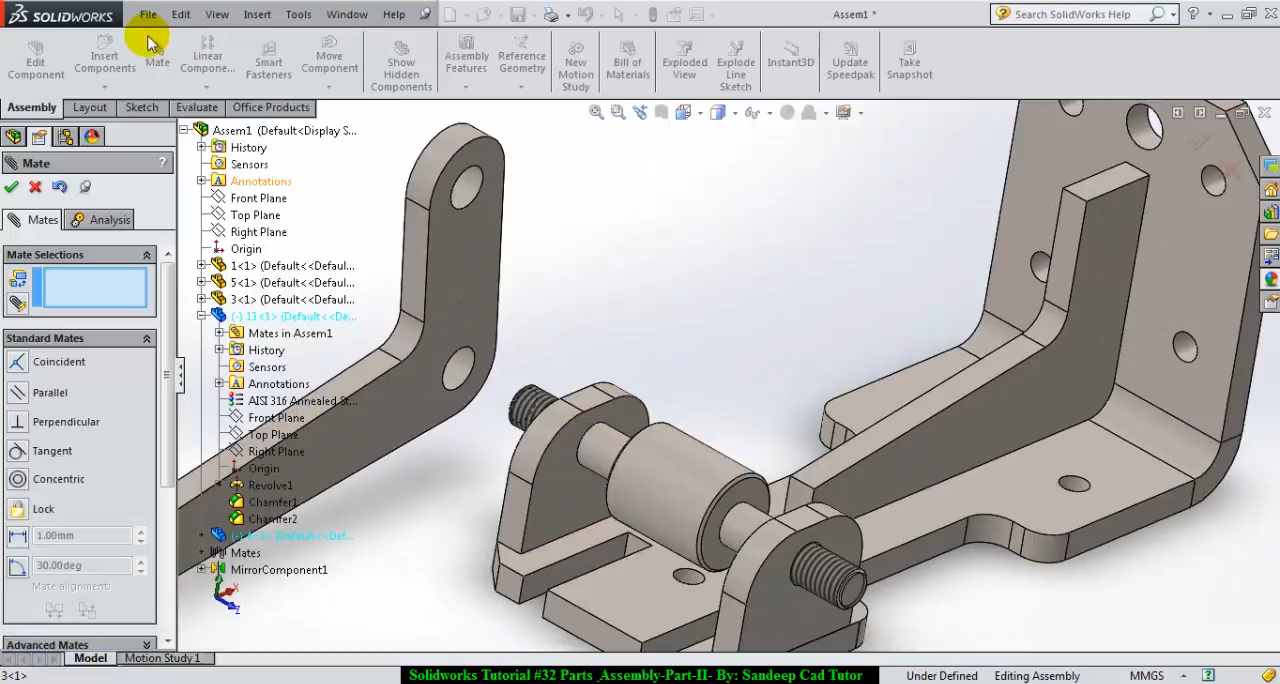 SOLIDWORKS
File Edit View Insert Tools Window Help
Assem1 *
Search SolidWorks Help
Edit Component
Insert Components
Mate
Linear Compone...
Smart Fasteners
Move Component
Show Hidden Components
Assembly Features
Reference Geometry
New Motion Study
Bill of Materials
Exploded View
Explode Line Sketch
Instant3D
Update Speedpak
Take Snapshot
Assembly Layout Sketch Evaluate Office Products
Mate
?
Mates Analysis
Mate Selections
Standard Mates
Coincident
Parallel
Perpendicular
Tangent
Concentric
Lock
1.00mm
30.00deg
Mate alignment:
Advanced Mates
Assem1 (Default<Display S...
History
Sensors
Annotations
Front Plane
Top Plane
Right Plane
Origin
1<1> (Default<<Defaul...
5<1> (Default<<Defaul...
3<1> (Default<<Defaul...
(-) 13<1> (Default<<De...
Mates in Assem1
History
Sensors
Annotations
AISI 316 Annealed St...
Front Plane
Top Plane
Right Plane
Origin
Revolve1
Chamfer1
Chamfer2
Mates
MirrorComponent1
Model Motion Study 1
3<1>
Solidworks Tutorial #32 Parts Assembly-Part-II- By: Sandeep Cad Tutor
Under Defined Editing Assembly MMGS